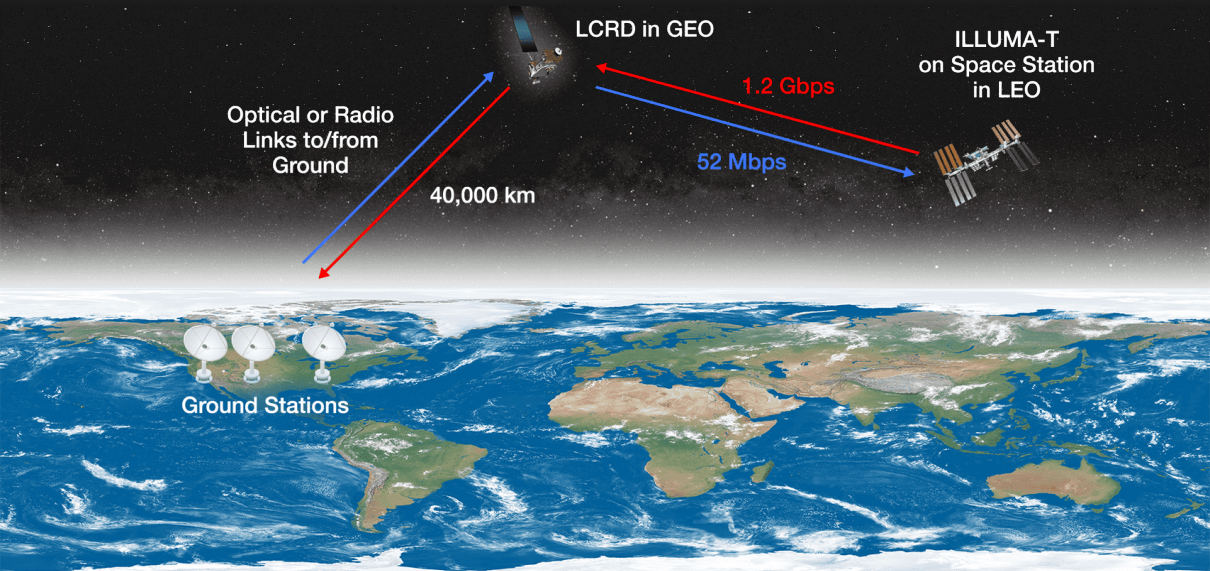 LCRD in GEO
ILLUMA-T
on Space Station
in LEO
1.2 Gbps
52 Mbps
Optical or Radio
Links to/from
Ground
40,000 km
Ground Stations